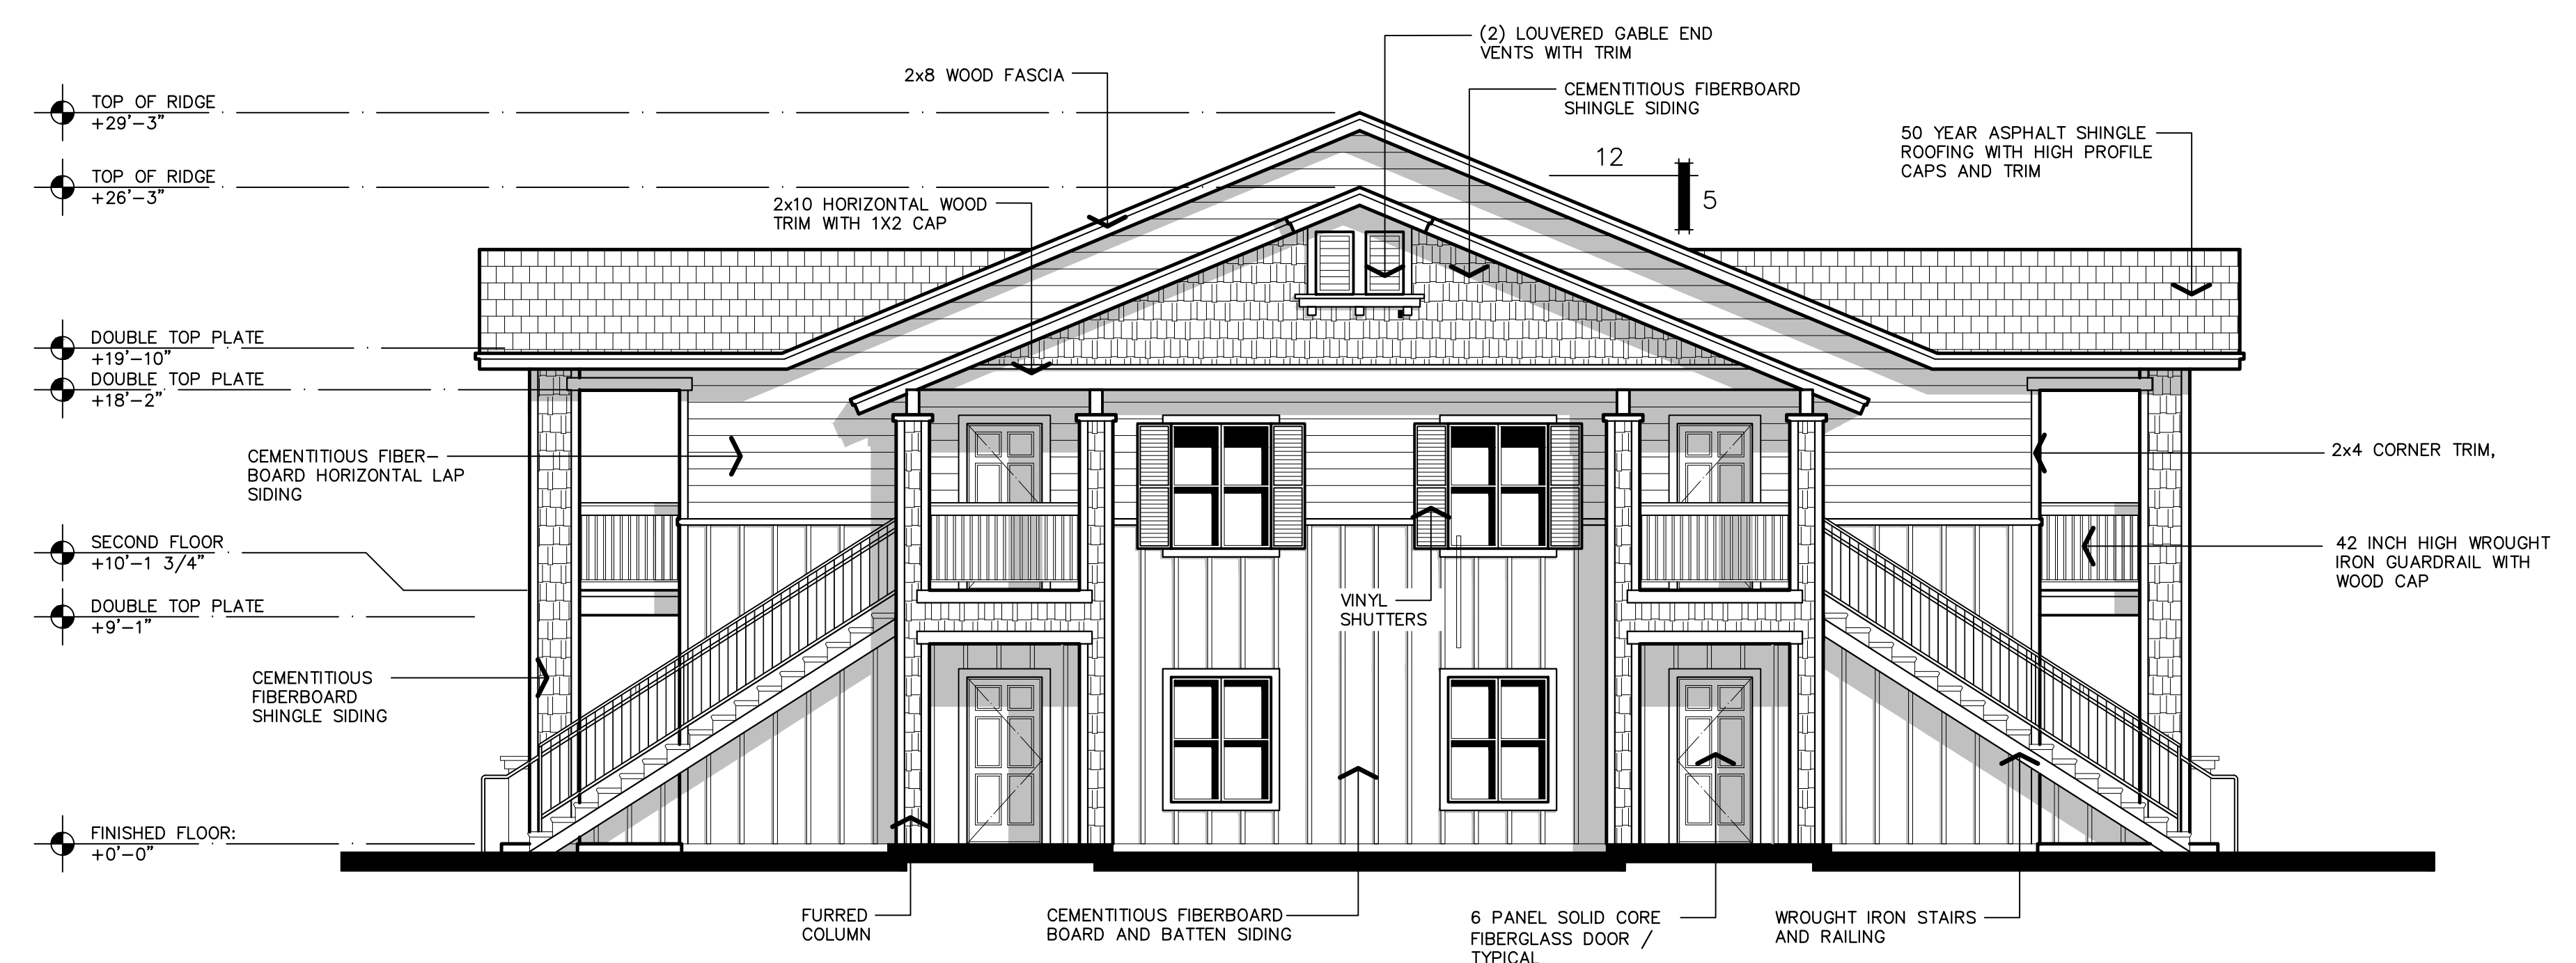 (2) LOUVERED GABLE END
VENTS WITH TRIM
2x8 WOOD FASCIA
CEMENTITIOUS FIBERBOARD
SHINGLE SIDING
TOP OF RIDGE
+29'-3"
50 YEAR ASPHALT SHINGLE
ROOFING WITH HIGH PROFILE
CAPS AND TRIM
12
5
TOP OF RIDGE
+26'-3"
2x10 HORIZONTAL WOOD
TRIM WITH 1X2 CAP
DOUBLE TOP PLATE
+19'-10"
DOUBLE TOP PLATE
+18'-2"
CEMENTITIOUS FIBER-
BOARD HORIZONTAL LAP
SIDING
2x4 CORNER TRIM,
SECOND FLOOR
+10'-1 3/4"
42 INCH HIGH WROUGHT
IRON GUARDRAIL WITH
WOOD CAP
DOUBLE TOP PLATE
+9'-1"
VINYL
SHUTTERS
CEMENTITIOUS
FIBERBOARD
SHINGLE SIDING
FINISHED FLOOR:
+0'-0"
FURRED
COLUMN
CEMENTITIOUS FIBERBOARD
BOARD AND BATTEN SIDING
6 PANEL SOLID CORE
FIBERGLASS DOOR /
TYPICAL
WROUGHT IRON STAIRS
AND RAILING